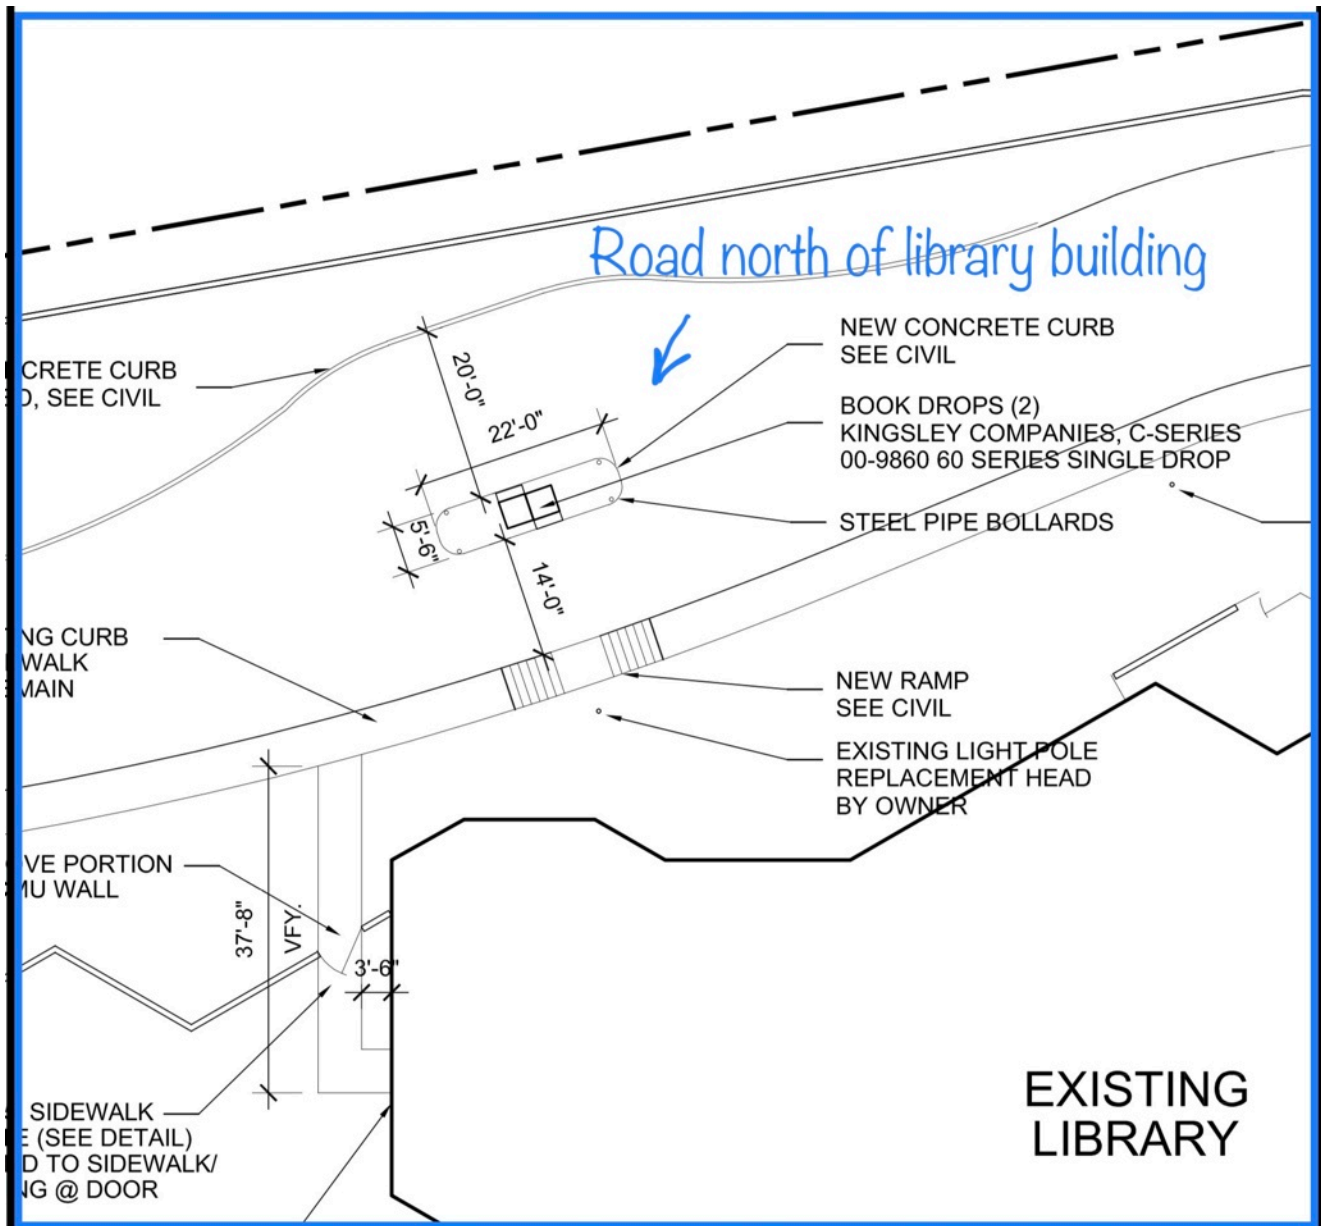 Road north of library building
20'-0"
22'-0"
5'-6"
14'-0"
NEW CONCRETE CURB
SEE CIVIL
BOOK DROPS (2)
KINGSLEY COMPANIES, C-SERIES
00-9860 60 SERIES SINGLE DROP
STEEL PIPE BOLLARDS
CRETE CURB
D, SEE CIVIL
NG CURB
WALK
MAIN
NEW RAMP
SEE CIVIL
EXISTING LIGHT POLE
REPLACEMENT HEAD
BY OWNER
VE PORTION
MU WALL
37'-8"
VFY.
3'-6"
SIDEWALK
E (SEE DETAIL)
D TO SIDEWALK/
NG @ DOOR
EXISTING
LIBRARY